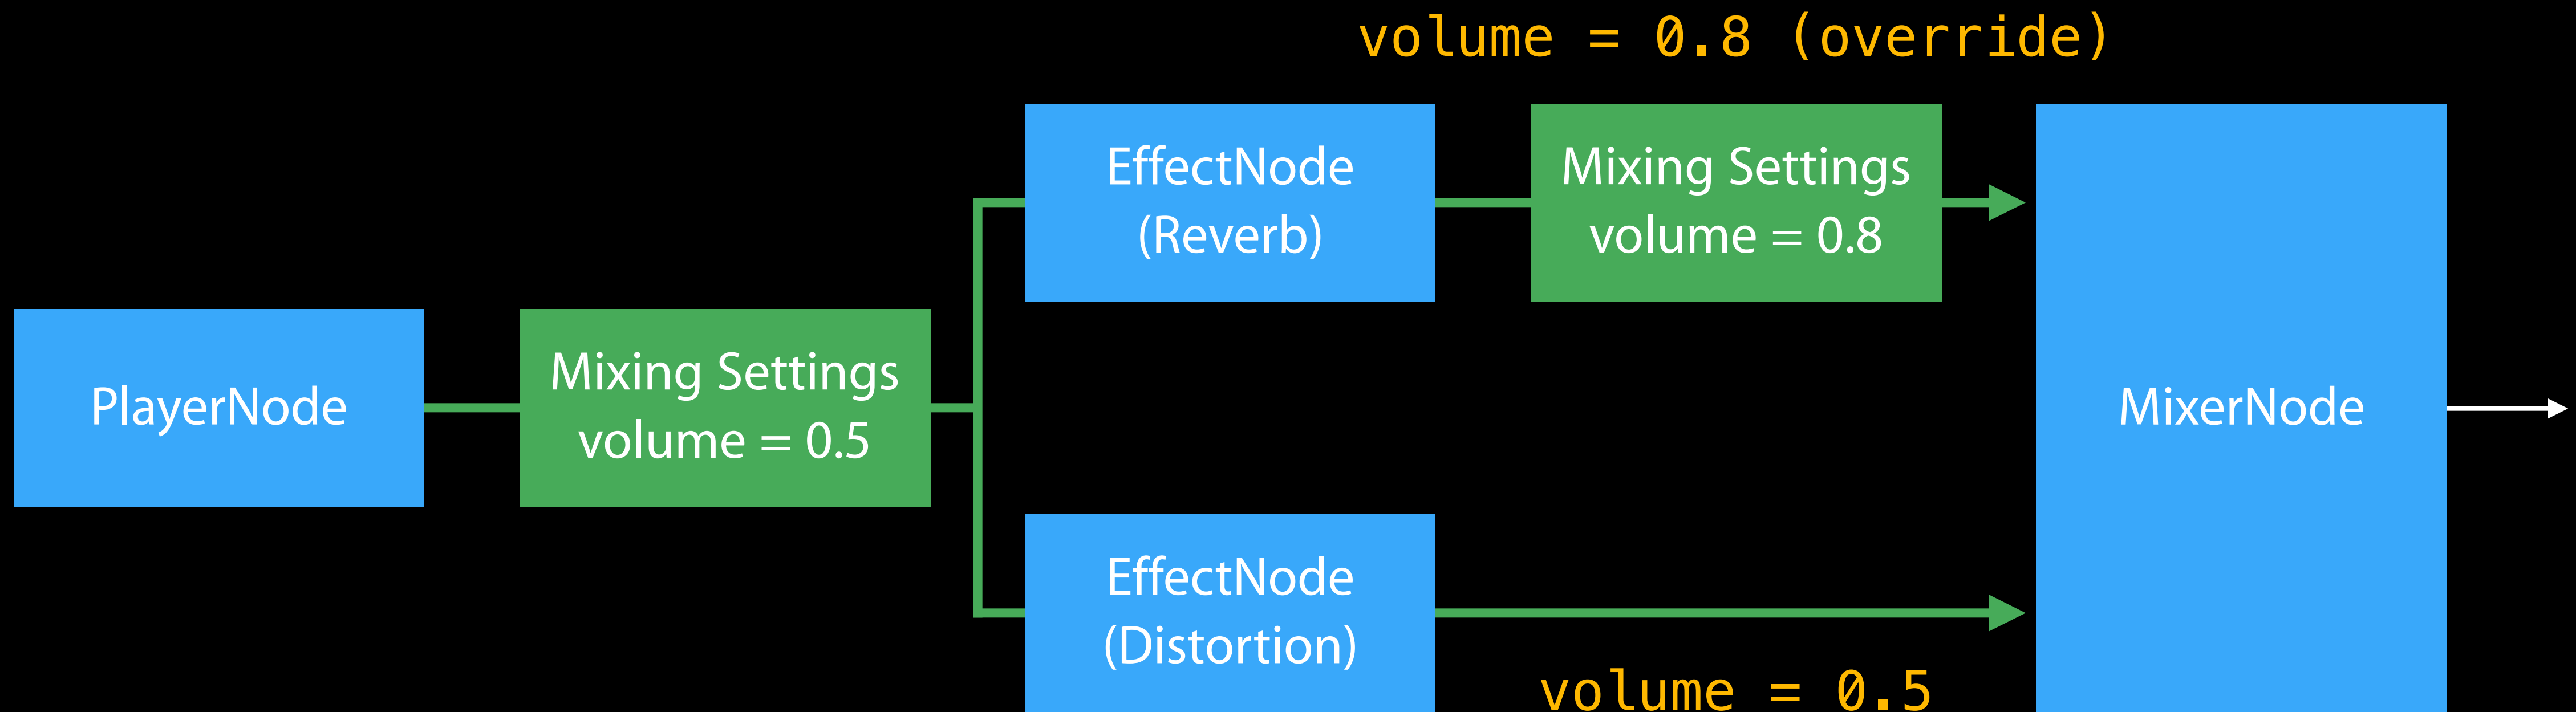 volume = 0.8 (override)
EffectNode
(Reverb)
Mixing Settings
volume = 0.8
PlayerNode
Mixing Settings
volume = 0.5
MixerNode
EffectNode
(Distortion)
volume = 0.5